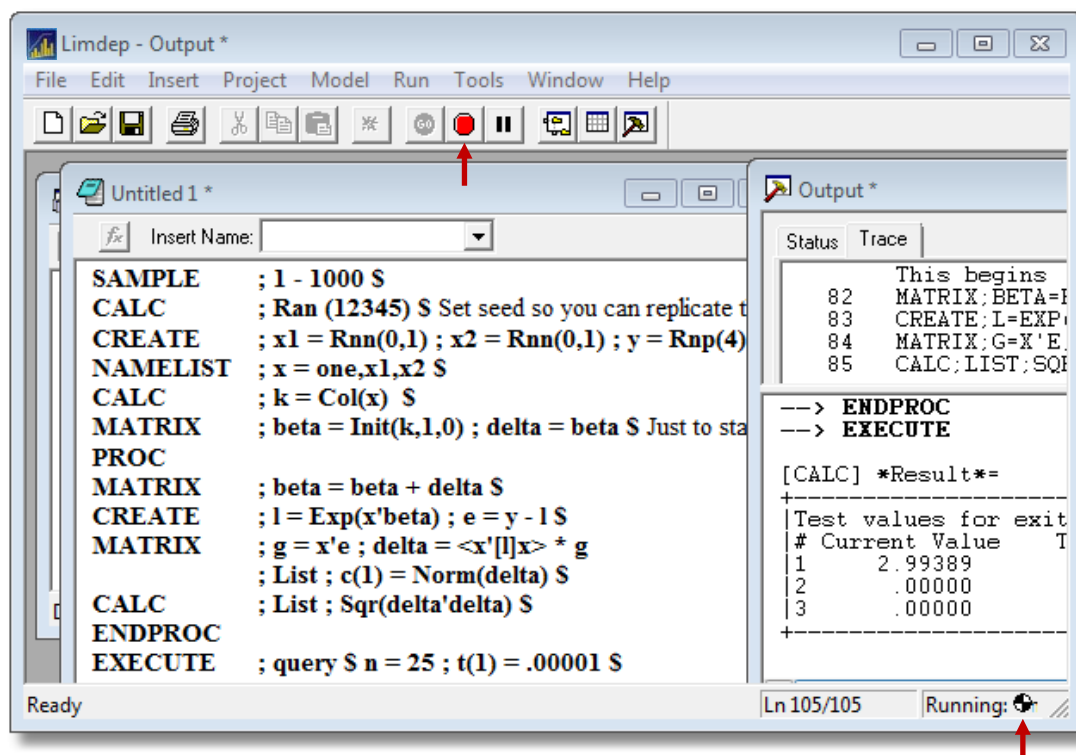 Limdep - Output *
File Edit Insert Project Model Run Tools Window Help
GO
Untitled 1 *
fx Insert Name:
SAMPLE ; 1 - 1000 $
CALC ; Ran (12345) $ Set seed so you can replicate t
CREATE ; x1 = Rnn(0,1) ; x2 = Rnn(0,1) ; y = Rnp(4)
NAMELIST ; x = one,x1,x2 $
CALC ; k = Col(x) $
MATRIX ; beta = Init(k,1,0) ; delta = beta $ Just to sta
PROC
MATRIX ; beta = beta + delta $
CREATE ; l = Exp(x'beta) ; e = y - l $
MATRIX ; g = x'e ; delta = <x'[l]x> * g
; List ; c(1) = Norm(delta) $
CALC ; List ; Sqr(delta'delta) $
ENDPROC
EXECUTE ; query $ n = 25 ; t(1) = .00001 $
Output *
Status Trace
This begins
82 MATRIX;BETA=
83 CREATE;L=EXP
84 MATRIX;G=X'E
85 CALC;LIST;SQ
--> ENDPROC
--> EXECUTE
[CALC] *Result*=
|Test values for exit
|# Current Value T
|1 2.99389
|2 .00000
|3 .00000
Ready
Ln 105/105
Running: